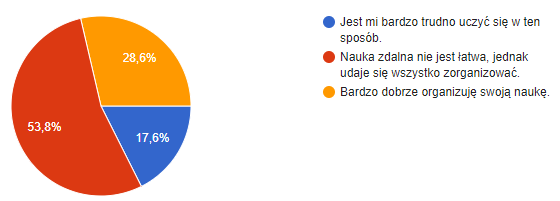 28,6%
53,8%
17,6%
Jest mi bardzo trudno uczyć się w ten
sposób.
Nauka zdalna nie jest łatwa, jednak
udaje się wszystko zorganizować.
Bardzo dobrze organizuję swoją naukę.